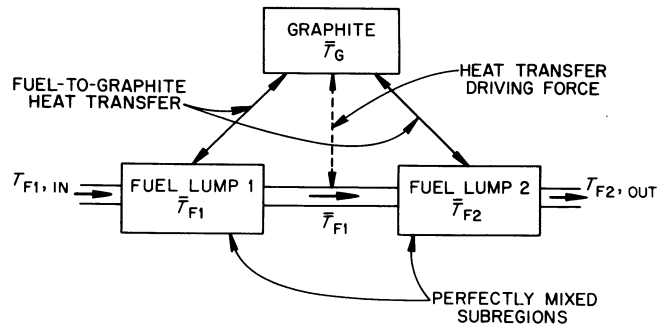 GRAPHITE
T̅G
FUEL-TO-GRAPHITE
HEAT TRANSFER
HEAT TRANSFER
DRIVING FORCE
TF1, IN
FUEL LUMP 1
T̅F1
T̅F1
FUEL LUMP 2
T̅F2
TF2, OUT
PERFECTLY MIXED
SUBREGIONS